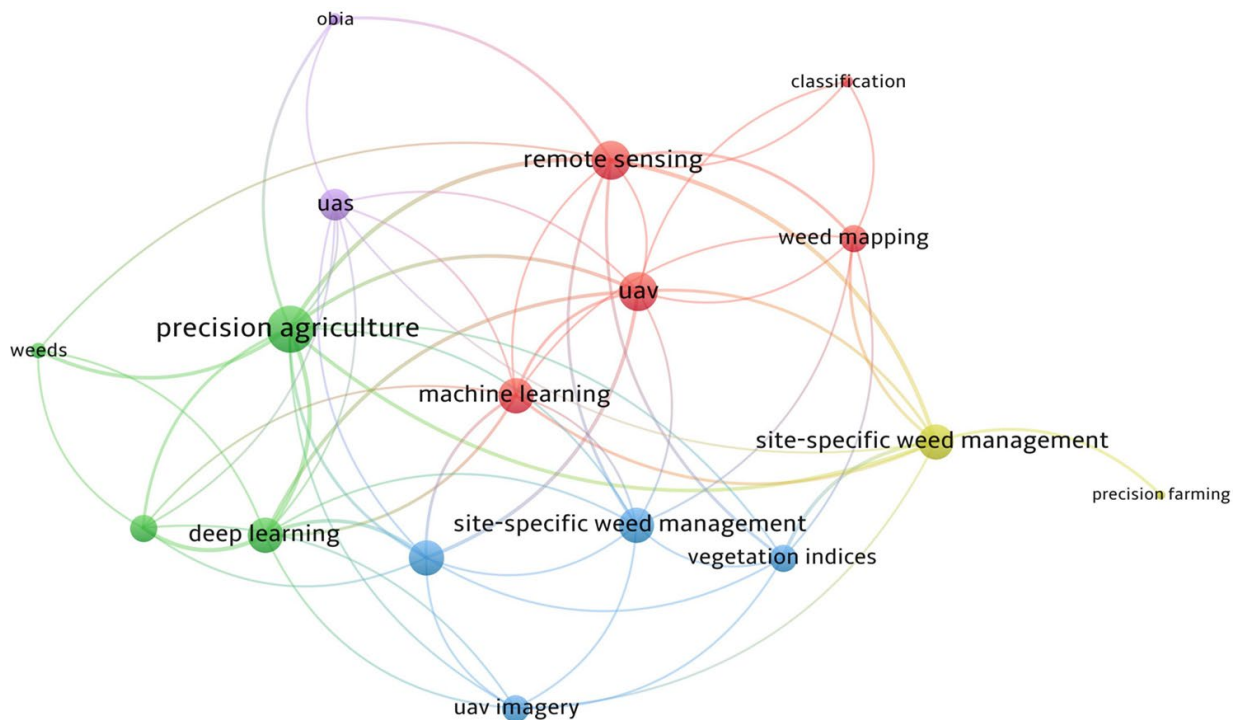 obia
classification
remote sensing
uas
weed mapping
uav
precision agriculture
weeds
machine learning
site-specific weed management
precision farming
site-specific weed management
deep learning
vegetation indices
uav imagery